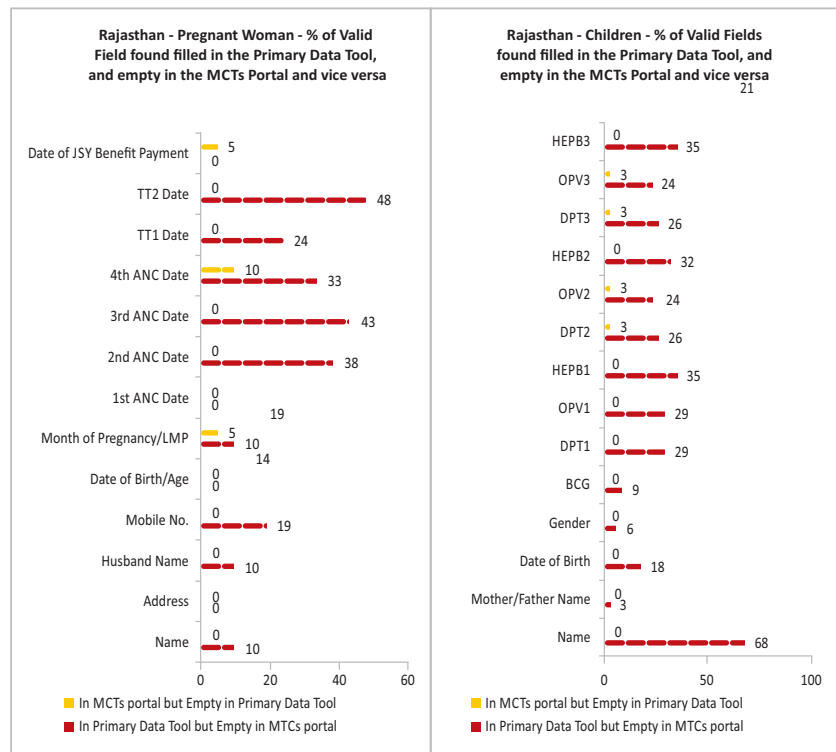 Rajasthan - Pregnant Woman - % of Valid
Field found filled in the Primary Data Tool,
and empty in the MCTs Portal and vice versa
Date of JSY Benefit Payment 5
0
TT2 Date 0
48
TT1 Date 0
24
4th ANC Date 10
33
3rd ANC Date 0
43
2nd ANC Date 0
38
1st ANC Date 0
0
19
Month of Pregnancy/LMP 5
10
14
Date of Birth/Age 0
0
Mobile No. 0
19
Husband Name 0
10
Address 0
0
Name 0
10
0 20 40 60
In MCTs portal but Empty in Primary Data Tool
In Primary Data Tool but Empty in MTCs portal
Rajasthan - Children - % of Valid Fields
found filled in the Primary Data Tool, and
empty in the MCTs Portal and vice versa
21
HEPB3 0
35
OPV3 3
24
DPT3 3
26
HEPB2 0
32
OPV2 3
24
DPT2 3
26
HEPB1 0
35
OPV1 0
29
DPT1 0
29
BCG 0
9
Gender 0
6
Date of Birth 0
18
Mother/Father Name 0
3
Name 0
68
0 50 100
In MCTs portal but Empty in Primary Data Tool
In Primary Data Tool but Empty in MTCs portal